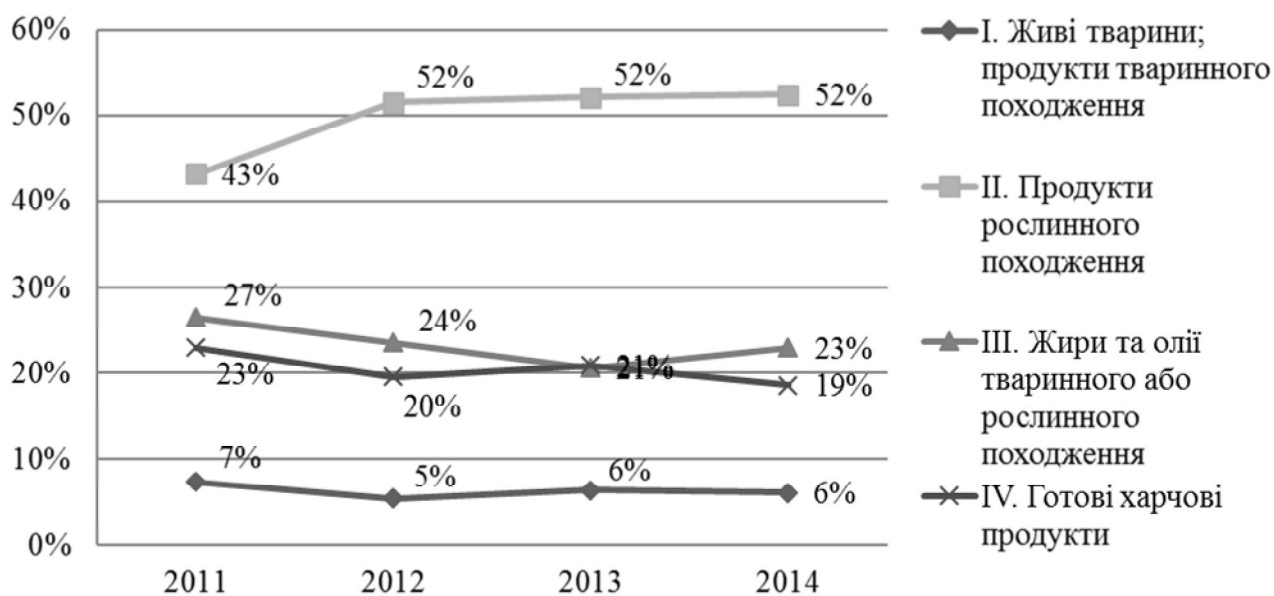 60%
50%
40%
30%
20%
10%
0%
43%
52%
52%
52%
27%
24%
21%
23%
23%
20%
21%
19%
7%
5%
6%
6%
2011
2012
2013
2014
I. Живі тварини;
продукти тваринного
походження
II. Продукти
рослинного
походження
III. Жири та олії
тваринного або
рослинного
походження
IV. Готові харчові
продукти